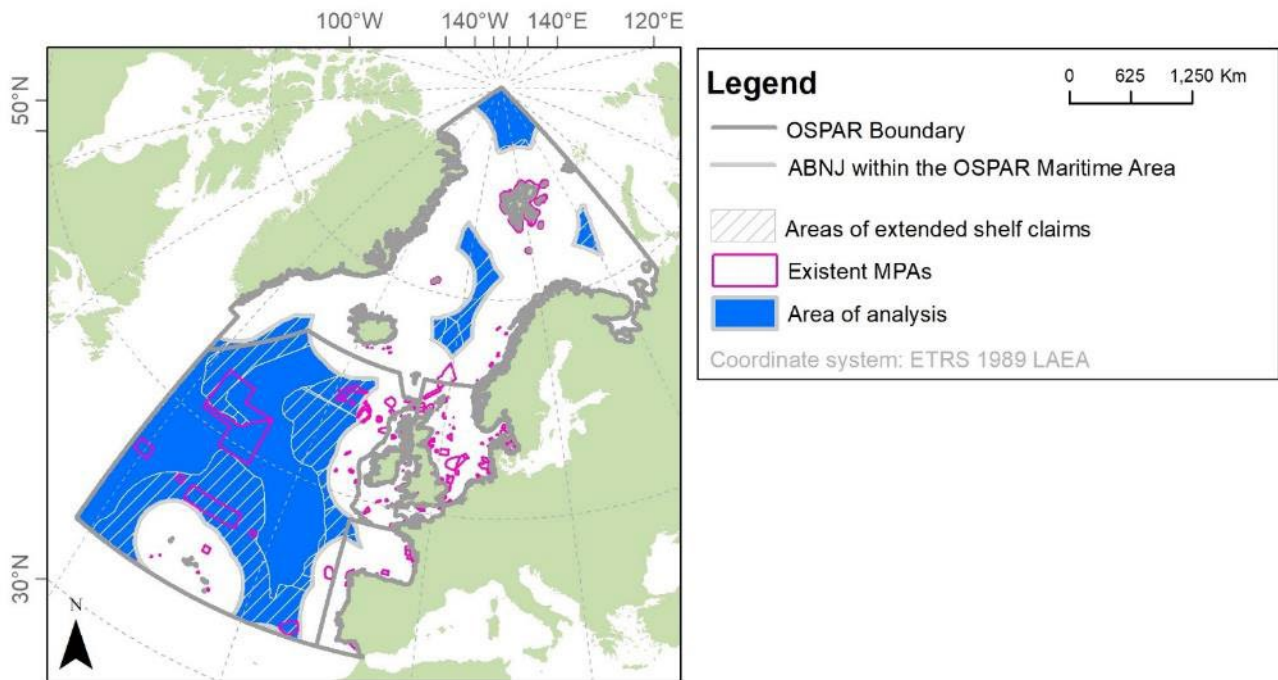 100°W 140°W 140°E 120°E
50°N
30°N
N
Legend
0 625 1,250 Km
OSPAR Boundary
ABNJ within the OSPAR Maritime Area
Areas of extended shelf claims
Existent MPAs
Area of analysis
Coordinate system: ETRS 1989 LAEA